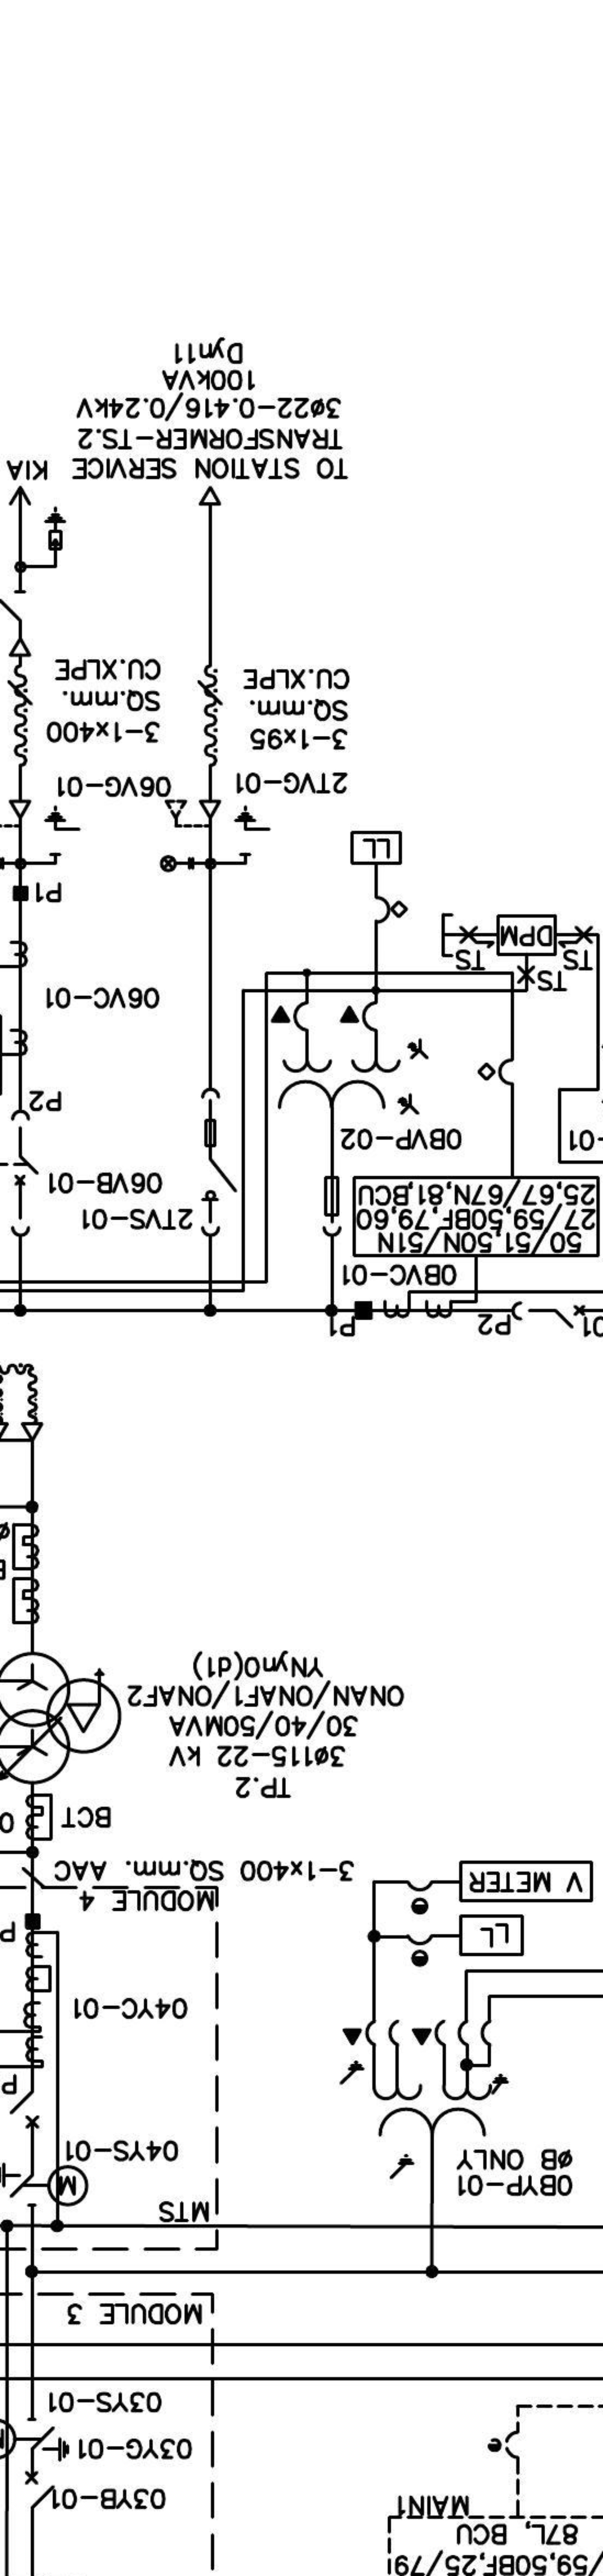 /59,50BF,25/67
87L, BCU
MAIN1
03YB-01
03YG-01
03YS-01
MODULE 3
MTS
M
0BYP-01
ØB ONLY
04YS-01
P
04YC-01
P
LL
V METER
MODULE 4
3-1x400 SQ.mm. AAC
BCT
TP.2
3Ø115-22 kV
30/40/50MVA
ONAN/ONAF1/ONAF2
YNyn0(d1)
P2
P1
0BVC-01
50/51,50N/51N
27/59,50BF,79,60
25,67/67N,81,BCU
2TVS-01
06VB-01
0BVP-02
-01
P2
TS
TS
TS
DPM
06VC-01
LL
P1
2TVG-01
06VG-01
3-1x95
SQ.mm.
CU.XLPE
3-1x400
SQ.mm.
CU.XLPE
TO STATION SERVICE
TRANSFORMER-TS.2
3Ø22-0.416/0.24kV
100kVA
Dyn11
KIA